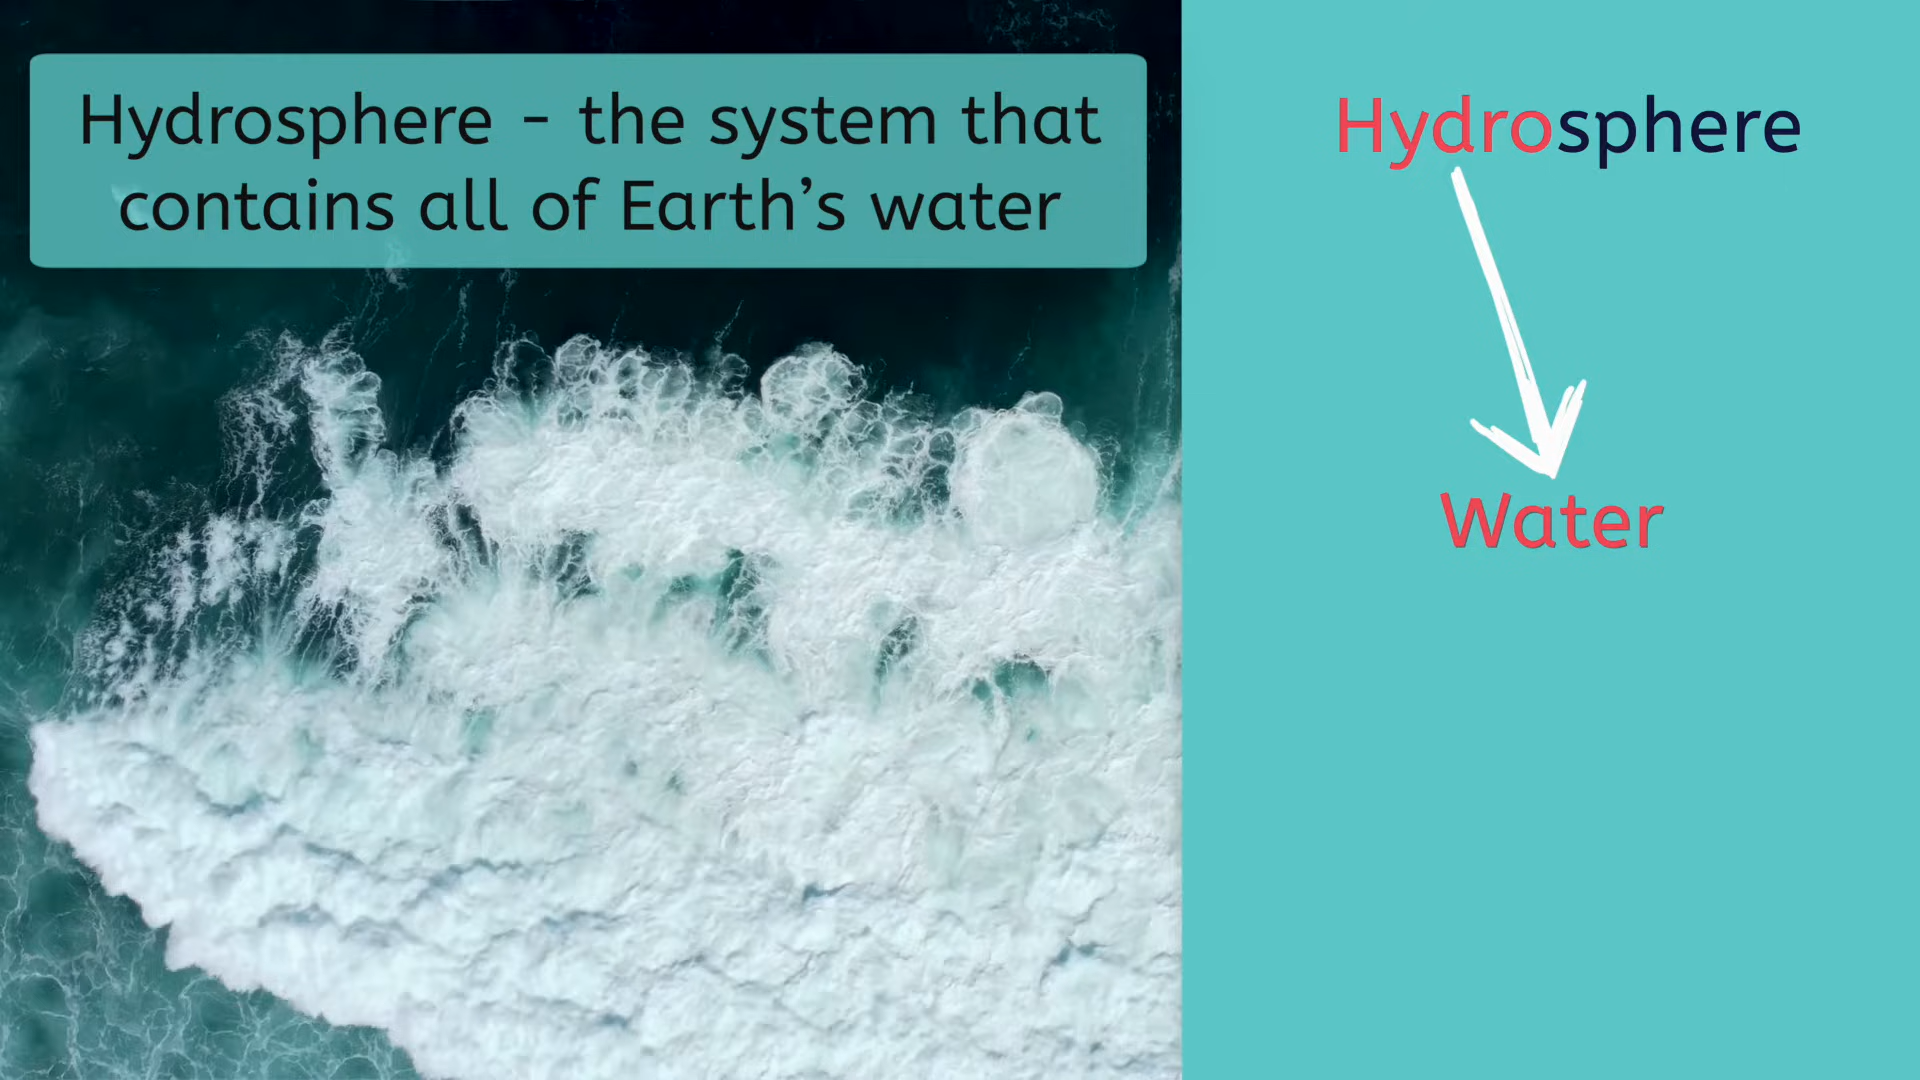 Hydrosphere - the system that
contains all of Earth’s water
Hydrosphere
Water